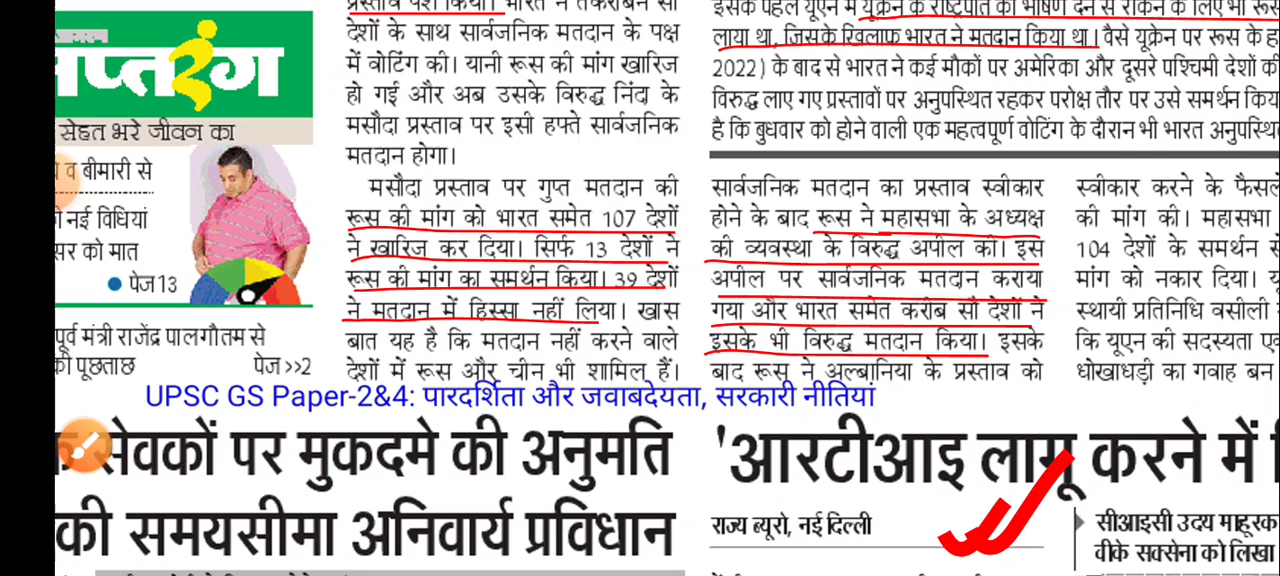 प्रस्ताव पेश किया। भारत ने तकरीबन सौ
देशों के साथ सार्वजनिक मतदान के पक्ष
में वोटिंग की। यानी रूस की मांग खारिज
हो गई और अब उसके विरुद्ध निंदा के
मसौदा प्रस्ताव पर इसी हफ्ते सार्वजनिक
मतदान होगा।
मसौदा प्रस्ताव पर गुप्त मतदान की
रूस की मांग को भारत समेत 107 देशों
ने खारिज कर दिया। सिर्फ 13 देशों ने
रूस की मांग का समर्थन किया। 39 देशों
ने मतदान में हिस्सा नहीं लिया। खास
बात यह है कि मतदान नहीं करने वाले
देशों में रूस और चीन भी शामिल हैं।
इसके पहले यूएन में यूक्रेन के राष्ट्रपति को भाषण देने से रोकने के लिए भी रूस
लाया था, जिसके खिलाफ भारत ने मतदान किया था। वैसे यूक्रेन पर रूस के ह
2022) के बाद से भारत ने कई मौकों पर अमेरिका और दूसरे पश्चिमी देशों की
विरुद्ध लाए गए प्रस्तावों पर अनुपस्थित रहकर परोक्ष तौर पर उसे समर्थन किय
है कि बुधवार को होने वाली एक महत्वपूर्ण वोटिंग के दौरान भी भारत अनुपस्थि
सार्वजनिक मतदान का प्रस्ताव स्वीकार
होने के बाद रूस ने महासभा के अध्यक्ष
की व्यवस्था के विरुद्ध अपील की। इस
अपील पर सार्वजनिक मतदान कराया
गया और भारत समेत करीब सौ देशों ने
इसके भी विरुद्ध मतदान किया। इसके
बाद रूस ने अल्बानिया के प्रस्ताव को
स्वीकार करने के फैसले
की मांग की। महासभा
104 देशों के समर्थन से
मांग को नकार दिया। यू
स्थायी प्रतिनिधि वसीली
कि यूएन की सदस्यता ए
धोखाधड़ी का गवाह बन
जागरण
सप्तरंग
सेहत भरे जीवन का
व बीमारी से
नई विधियां
सर को मात
पेज 13
पूर्व मंत्री राजेंद्र पाल गौतम से
की पूछताछ पेज >>2
UPSC GS Paper-2&4: पारदर्शिता और जवाबदेयता, सरकारी नीतियां
क सेवकों पर मुकदमे की अनुमति
की समयसीमा अनिवार्य प्रविधान
'आरटीआइ लागू करने में
राज्य ब्यूरो, नई दिल्ली
सीआइसी उदय माहूरक
वीके सक्सेना को लिखा